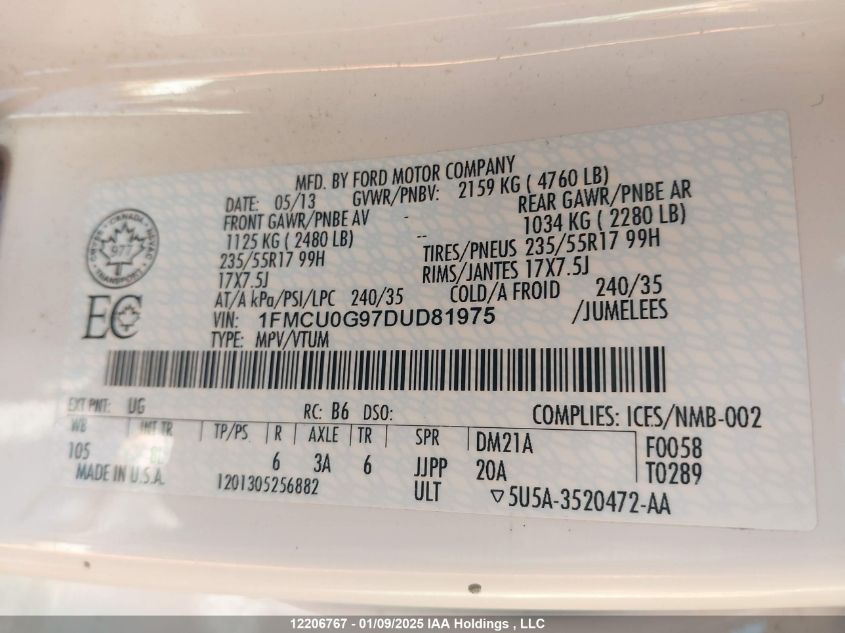 MFD. BY FORD MOTOR COMPANY
DATE: 05/13 GVWR/PNBV: 2159 KG ( 4760 LB)
FRONT GAWR/PNBE AV - REAR GAWR/PNBE AR
1125 KG ( 2480 LB) -- 1034 KG ( 2280 LB)
235/55R17 99H TIRES/PNEUS 235/55R17 99H
17X7.5J RIMS/JANTES 17X7.5J
AT/A kPa/PSI/LPC 240/35 COLD/A FROID 240/35
VIN: 1FMCU0G97DUD81975 /JUMELEES
TYPE: MPV/VTUM
CANADA
TRANSPORT
977
EC
EXT PNT: UG RC: B6 DSO: COMPLIES: ICES/NMB-002
WB INT TR TP/PS R AXLE TR SPR DM21A F0058
105 6 3A 6 JJPP 20A T0289
MADE IN U.S.A. 1201305256882 ULT ▽5U5A-3520472-AA
12206767 - 01/09/2025 IAA Holdings , LLC